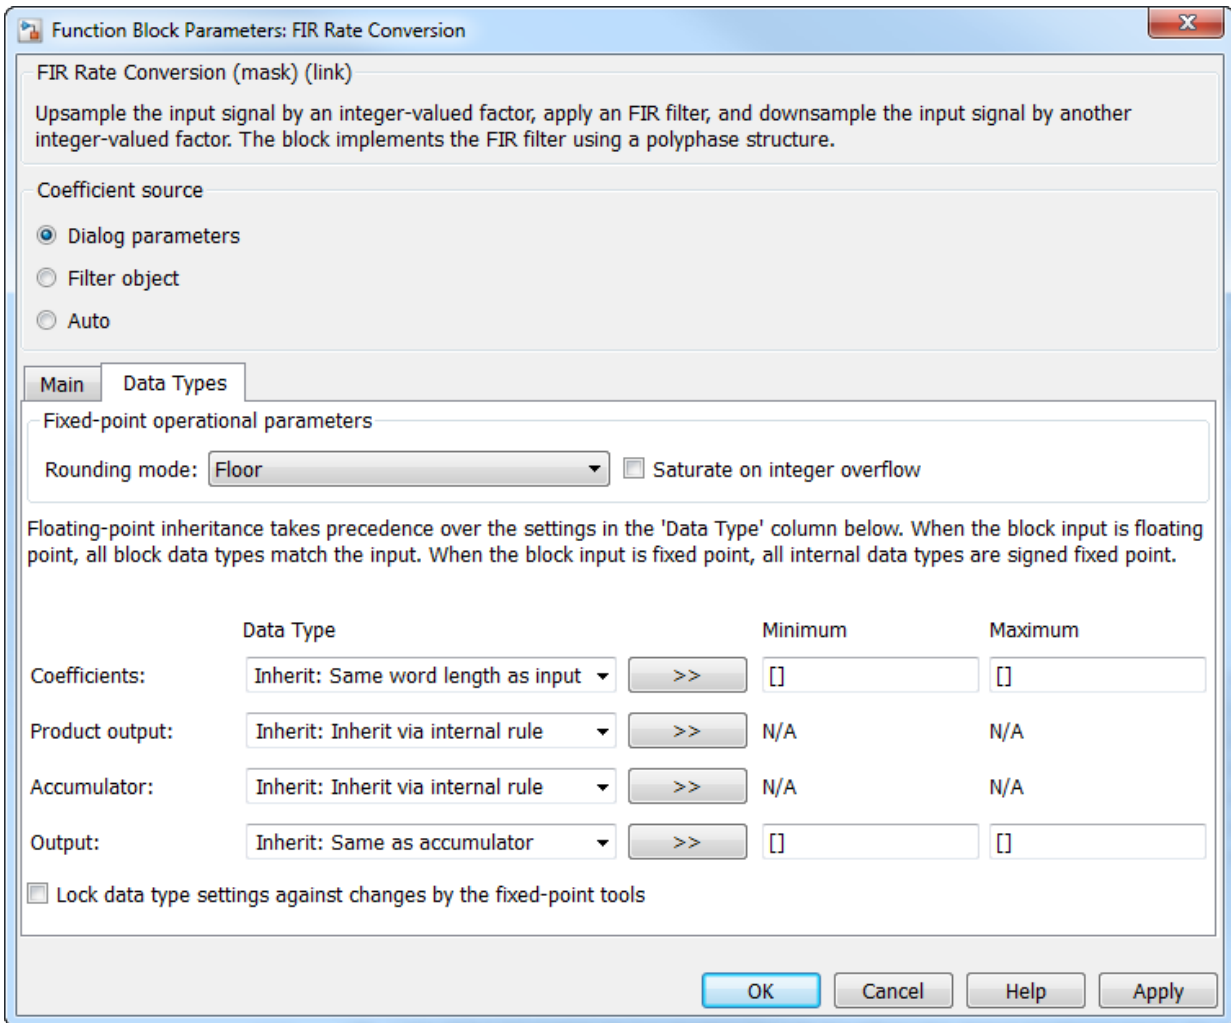 Function Block Parameters: FIR Rate Conversion
FIR Rate Conversion (mask) (link)
Upsample the input signal by an integer-valued factor, apply an FIR filter, and downsample the input signal by another
integer-valued factor. The block implements the FIR filter using a polyphase structure.
Coefficient source
Dialog parameters
Filter object
Auto
Main Data Types
Fixed-point operational parameters
Rounding mode: Floor Saturate on integer overflow
Floating-point inheritance takes precedence over the settings in the 'Data Type' column below. When the block input is floating
point, all block data types match the input. When the block input is fixed point, all internal data types are signed fixed point.
Data Type Minimum Maximum
Coefficients: Inherit: Same word length as input >> [] []
Product output: Inherit: Inherit via internal rule >> N/A N/A
Accumulator: Inherit: Inherit via internal rule >> N/A N/A
Output: Inherit: Same as accumulator >> [] []
Lock data type settings against changes by the fixed-point tools
OK Cancel Help Apply